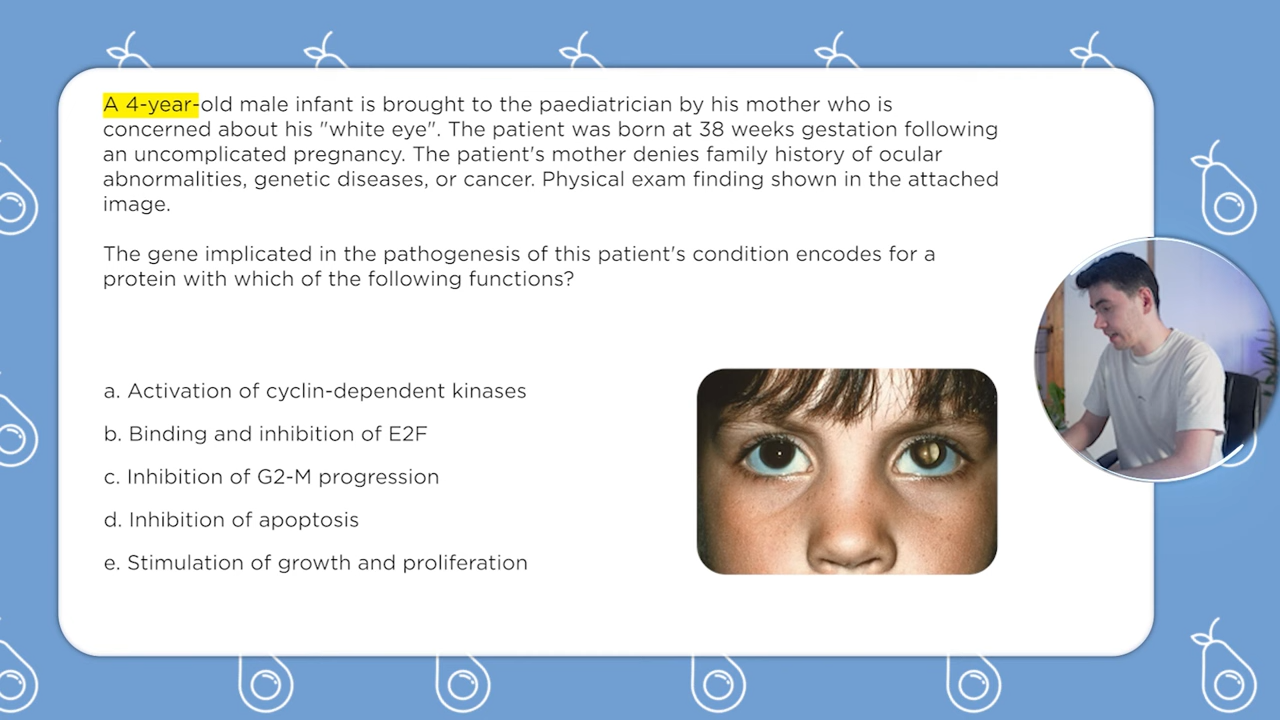 A 4-year-old male infant is brought to the paediatrician by his mother who is
concerned about his "white eye". The patient was born at 38 weeks gestation following
an uncomplicated pregnancy. The patient's mother denies family history of ocular
abnormalities, genetic diseases, or cancer. Physical exam finding shown in the attached
image.
The gene implicated in the pathogenesis of this patient's condition encodes for a
protein with which of the following functions?
a. Activation of cyclin-dependent kinases
b. Binding and inhibition of E2F
c. Inhibition of G2-M progression
d. Inhibition of apoptosis
e. Stimulation of growth and proliferation